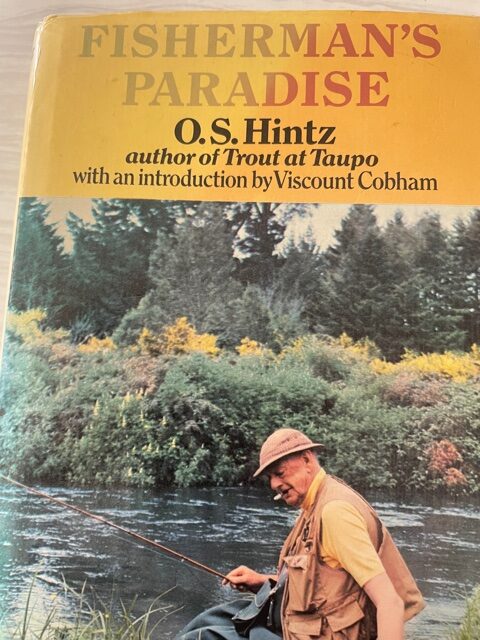 FISHERMAN'S
PARADISE
O.S. Hintz
author of Trout at Taupo
with an introduction by Viscount Cobham